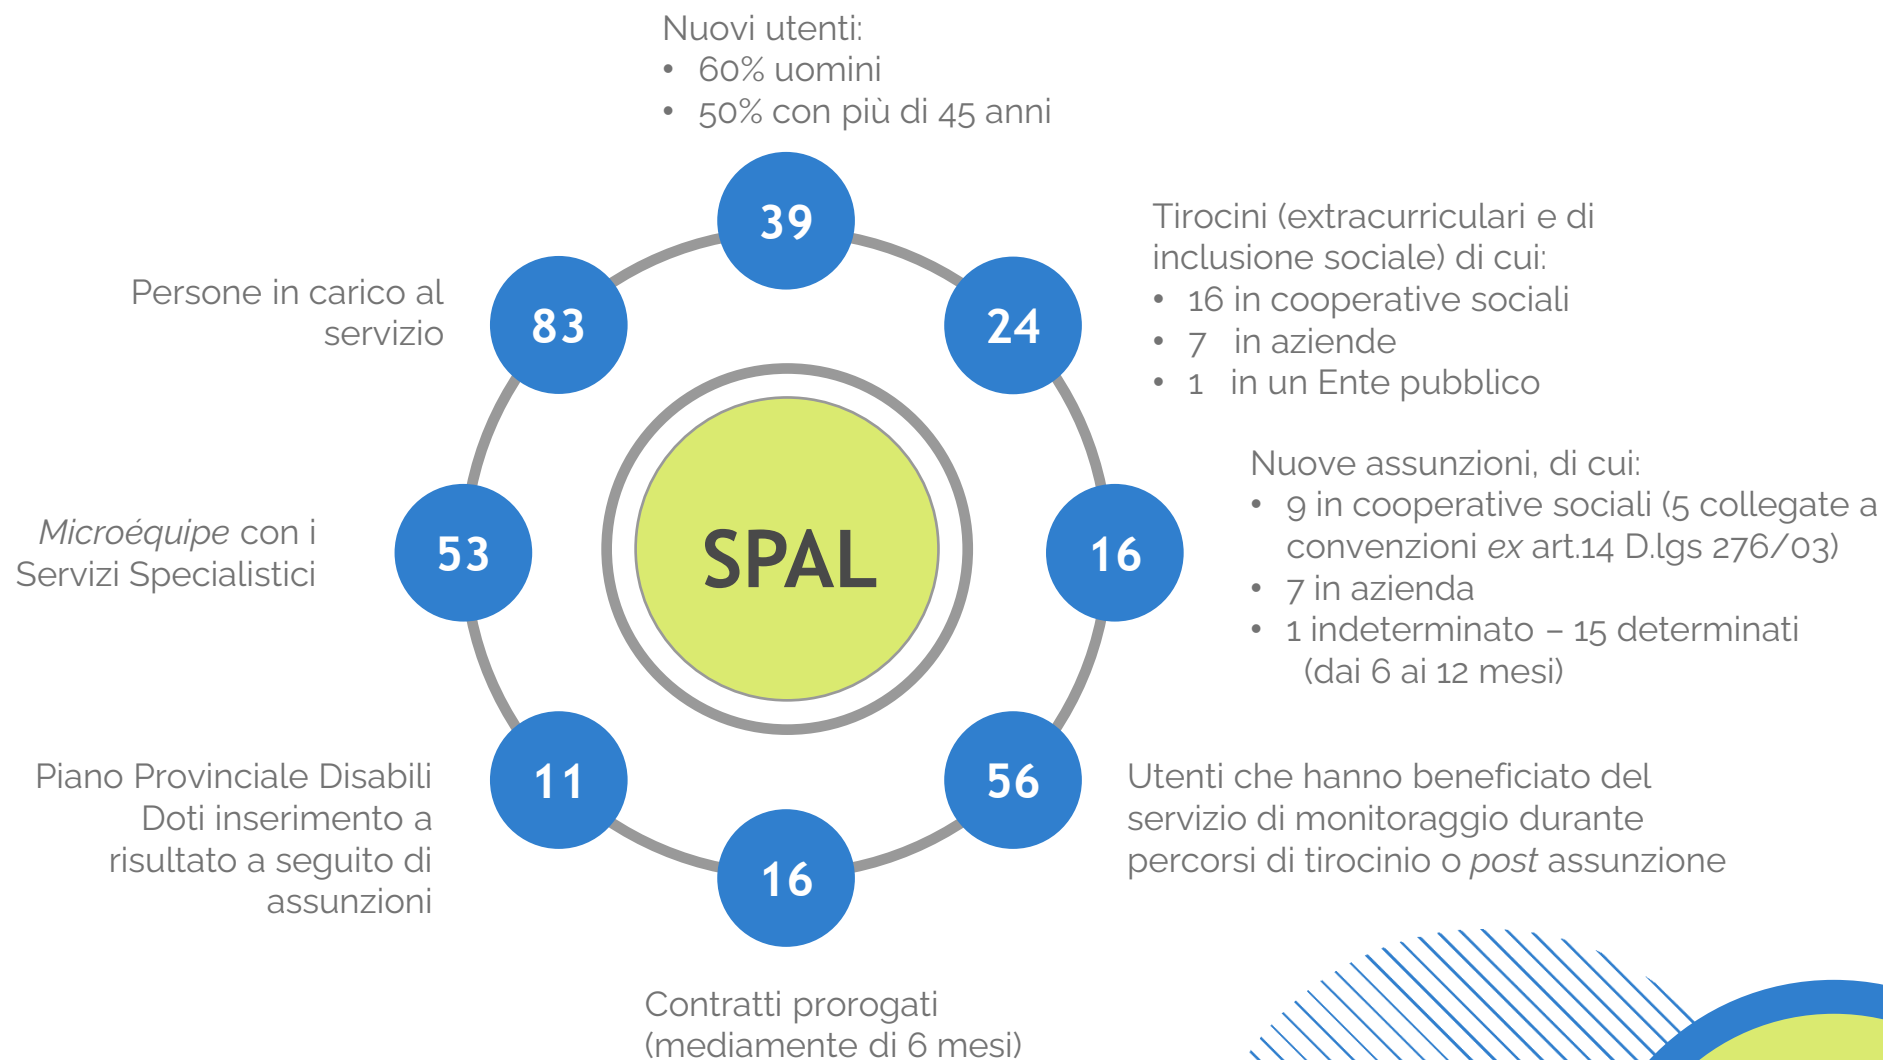 Nuovi utenti:
• 60% uomini
• 50% con più di 45 anni
39
Tirocini (extracurriculari e di
inclusione sociale) di cui:
• 16 in cooperative sociali
• 7 in aziende
• 1 in un Ente pubblico
24
Nuove assunzioni, di cui:
• 9 in cooperative sociali (5 collegate a
convenzioni ex art.14 D.lgs 276/03)
• 7 in azienda
• 1 indeterminato – 15 determinati
(dai 6 ai 12 mesi)
16
Utenti che hanno beneficiato del
servizio di monitoraggio durante
percorsi di tirocinio o post assunzione
56
16
Contratti prorogati
(mediamente di 6 mesi)
Piano Provinciale Disabili
Doti inserimento a
risultato a seguito di
assunzioni
11
Microéquipe con i
Servizi Specialistici
53
Persone in carico al
servizio
83
SPAL